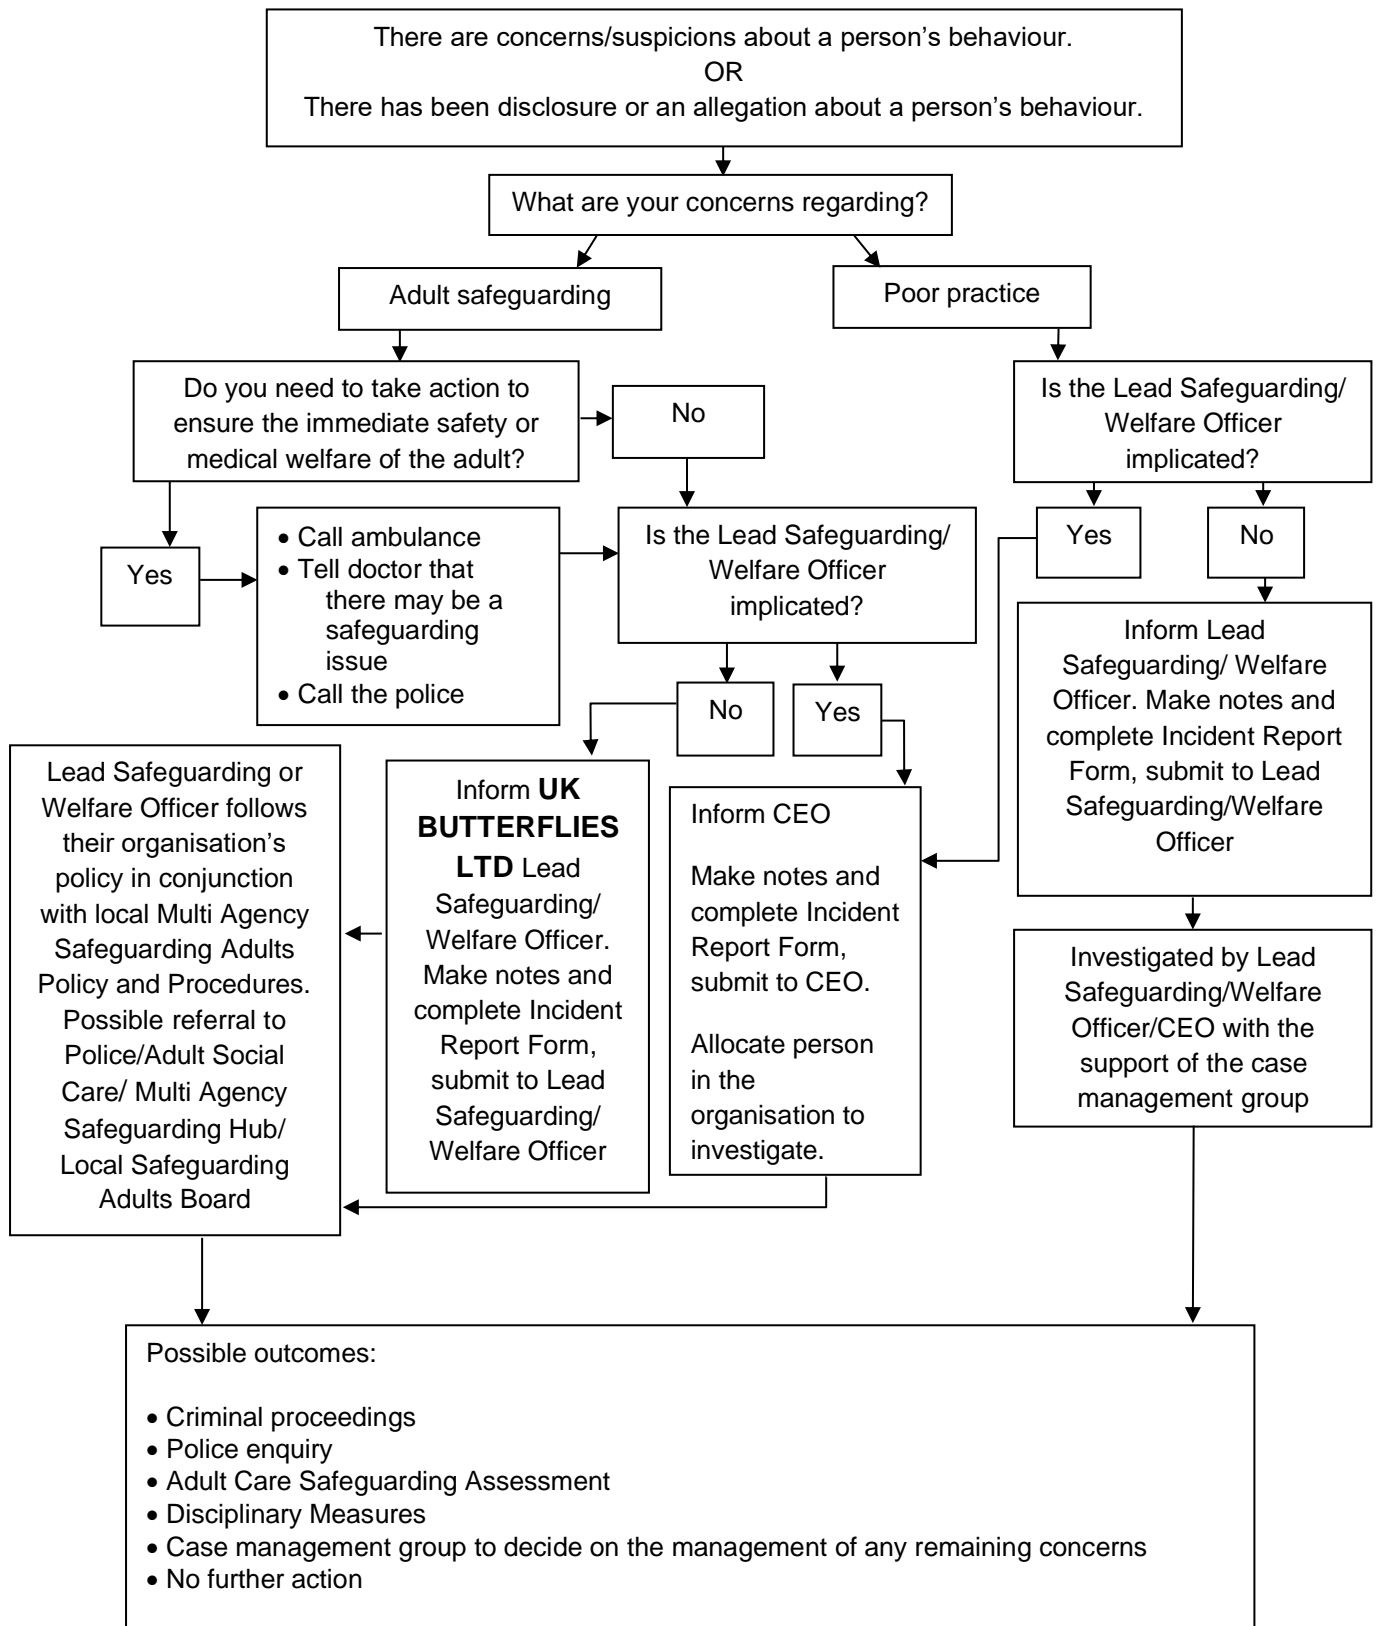 There are concerns/suspicions about a person’s behaviour.
OR
There has been disclosure or an allegation about a person’s behaviour.
What are your concerns regarding?
Adult safeguarding
Poor practice
Do you need to take action to
ensure the immediate safety or
medical welfare of the adult?
No
Is the Lead Safeguarding/
Welfare Officer
implicated?
Yes
• Call ambulance
• Tell doctor that
there may be a
safeguarding
issue
• Call the police
Is the Lead Safeguarding/
Welfare Officer
implicated?
Yes
No
No
Yes
Inform Lead
Safeguarding/ Welfare
Officer. Make notes and
complete Incident Report
Form, submit to Lead
Safeguarding/Welfare
Officer
Lead Safeguarding or
Welfare Officer follows
their organisation’s
policy in conjunction
with local Multi Agency
Safeguarding Adults
Policy and Procedures.
Possible referral to
Police/Adult Social
Care/ Multi Agency
Safeguarding Hub/
Local Safeguarding
Adults Board
Inform UK
BUTTERFLIES
LTD Lead
Safeguarding/
Welfare Officer.
Make notes and
complete Incident
Report Form,
submit to Lead
Safeguarding/
Welfare Officer
Inform CEO
Make notes and
complete Incident
Report Form,
submit to CEO.
Allocate person
in the
organisation to
investigate.
Investigated by Lead
Safeguarding/Welfare
Officer/CEO with the
support of the case
management group
Possible outcomes:
• Criminal proceedings
• Police enquiry
• Adult Care Safeguarding Assessment
• Disciplinary Measures
• Case management group to decide on the management of any remaining concerns
• No further action